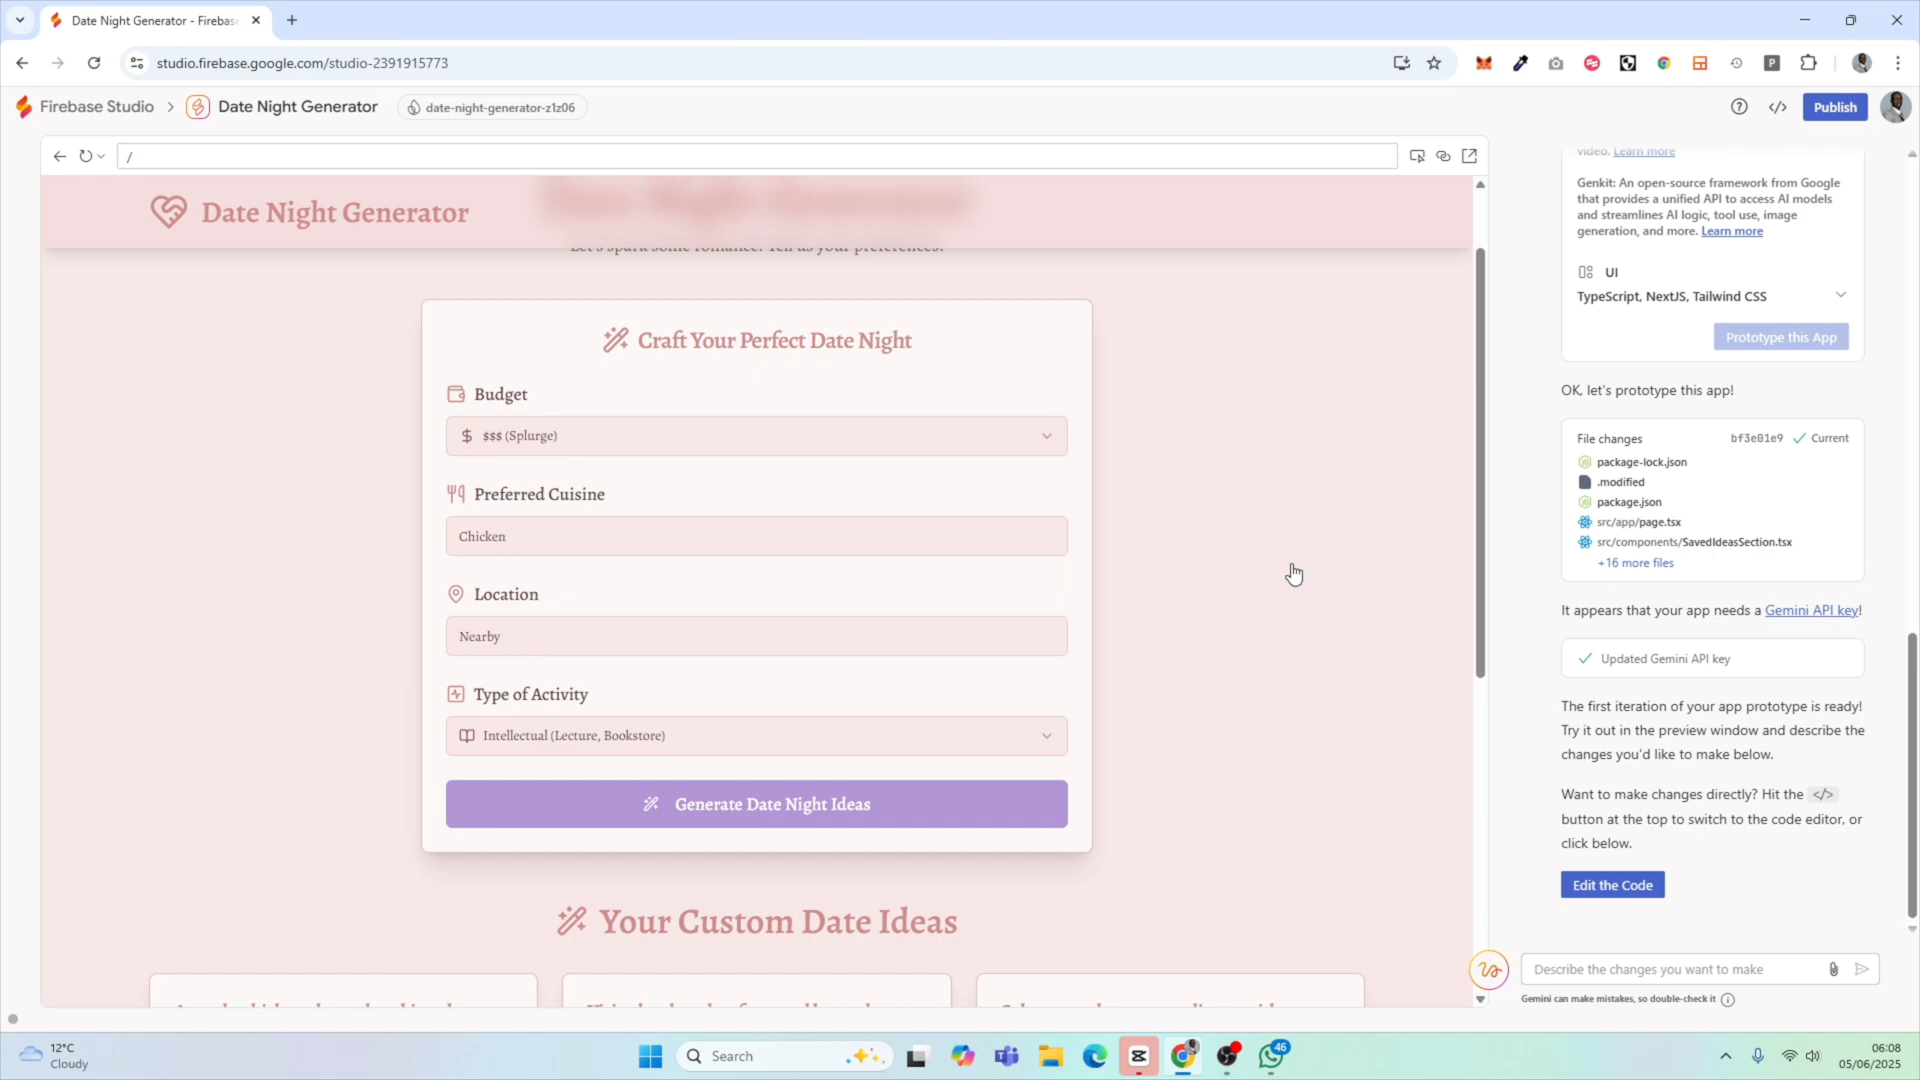 Date Night Generator - Firebase
studio.firebase.google.com/studio-2391915773
Firebase Studio
Date Night Generator
date-night-generator-z1z06
Publish
/
Date Night Generator
Let's spark some romance. Tell us your preferences.
Craft Your Perfect Date Night
Budget
$ $$$ (Splurge)
Preferred Cuisine
Chicken
Location
Nearby
Type of Activity
Intellectual (Lecture, Bookstore)
Generate Date Night Ideas
Your Custom Date Ideas
video. Learn more
Genkit: An open-source framework from Google
that provides a unified API to access AI models
and streamlines AI logic, tool use, image
generation, and more. Learn more
UI
TypeScript, NextJS, Tailwind CSS
Prototype this App
OK, let's prototype this app!
File changes bf3e01e9 Current
package-lock.json
.modified
package.json
src/app/page.tsx
src/components/SavedIdeasSection.tsx
+16 more files
It appears that your app needs a Gemini API key!
Updated Gemini API key
The first iteration of your app prototype is ready!
Try it out in the preview window and describe the
changes you'd like to make below.
Want to make changes directly? Hit the </>
button at the top to switch to the code editor, or
click below.
Edit the Code
Describe the changes you want to make
Gemini can make mistakes, so double-check it
12°C
Cloudy
Search
P
46
06:08
05/06/2025